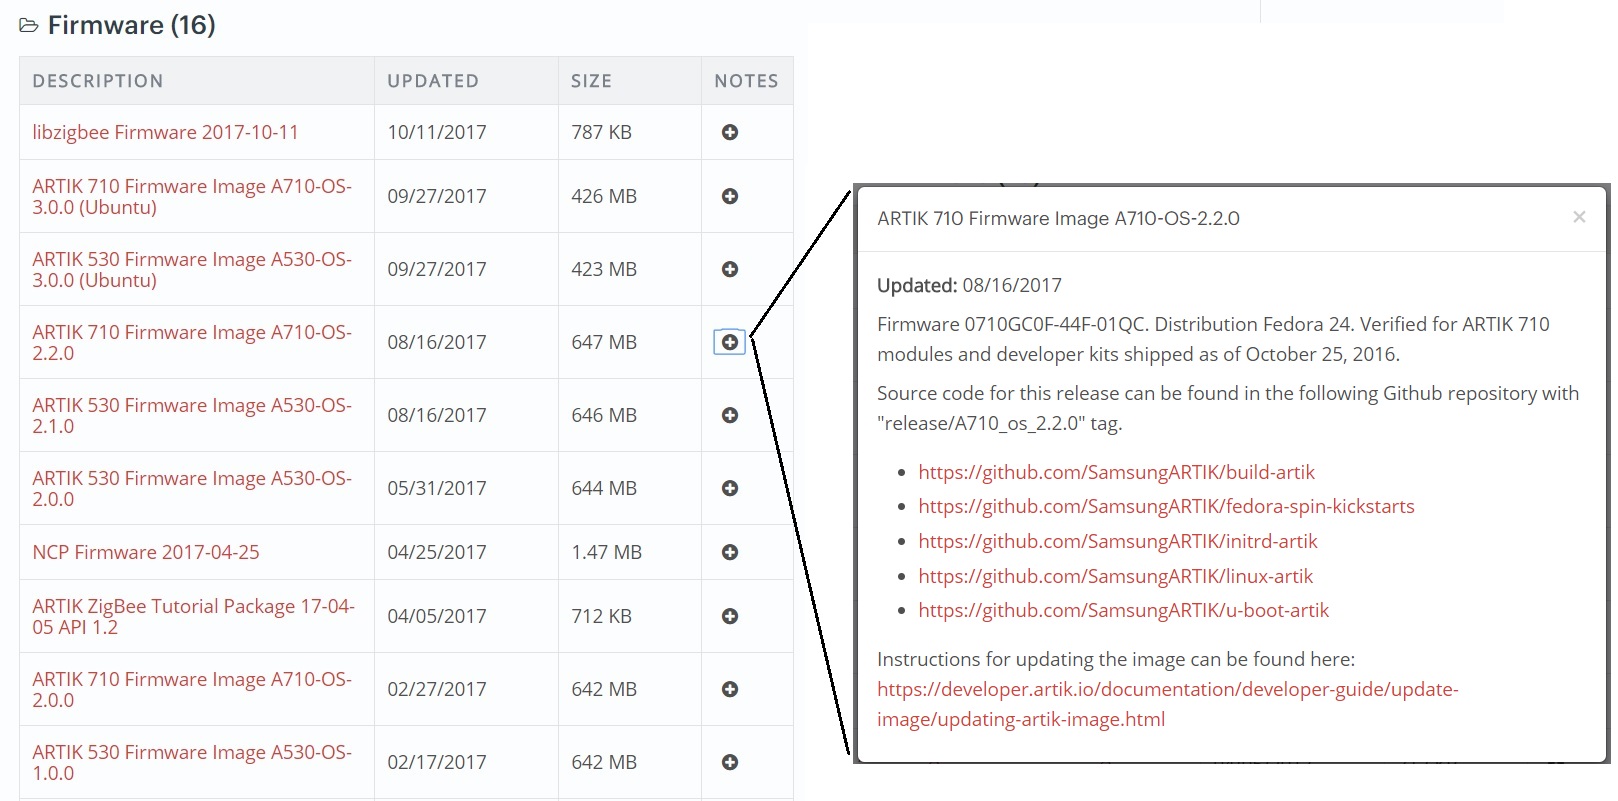 Firmware (16)
DESCRIPTION UPDATED SIZE NOTES
libzigbee Firmware 2017-10-11 10/11/2017 787 KB
ARTIK 710 Firmware Image A710-OS-
3.0.0 (Ubuntu) 09/27/2017 426 MB
ARTIK 530 Firmware Image A530-OS-
3.0.0 (Ubuntu) 09/27/2017 423 MB
ARTIK 710 Firmware Image A710-OS-
2.2.0 08/16/2017 647 MB
ARTIK 530 Firmware Image A530-OS-
2.1.0 08/16/2017 646 MB
ARTIK 530 Firmware Image A530-OS-
2.0.0 05/31/2017 644 MB
NCP Firmware 2017-04-25 04/25/2017 1.47 MB
ARTIK ZigBee Tutorial Package 17-04-
05 API 1.2 04/05/2017 712 KB
ARTIK 710 Firmware Image A710-OS-
2.0.0 02/27/2017 642 MB
ARTIK 530 Firmware Image A530-OS-
1.0.0 02/17/2017 642 MB
ARTIK 710 Firmware Image A710-OS-2.2.0 ×
Updated: 08/16/2017
Firmware 0710GC0F-44F-01QC. Distribution Fedora 24. Verified for ARTIK 710
modules and developer kits shipped as of October 25, 2016.
Source code for this release can be found in the following Github repository with
"release/A710_os_2.2.0" tag.
• https://github.com/SamsungARTIK/build-artik
• https://github.com/SamsungARTIK/fedora-spin-kickstarts
• https://github.com/SamsungARTIK/initrd-artik
• https://github.com/SamsungARTIK/linux-artik
• https://github.com/SamsungARTIK/u-boot-artik
Instructions for updating the image can be found here:
https://developer.artik.io/documentation/developer-guide/update-
image/updating-artik-image.html